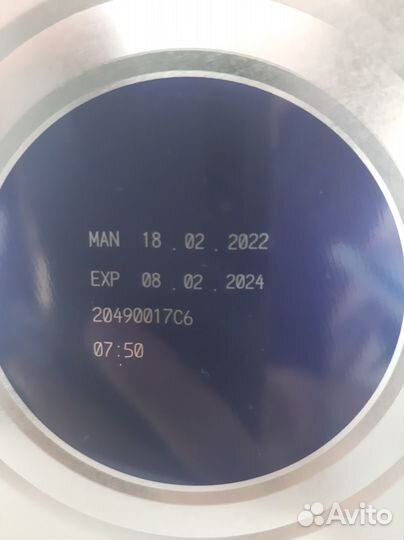 MAN 18 . 02 . 2022
EXP 08 . 02 . 2024
20490017C6
07:50
Avito